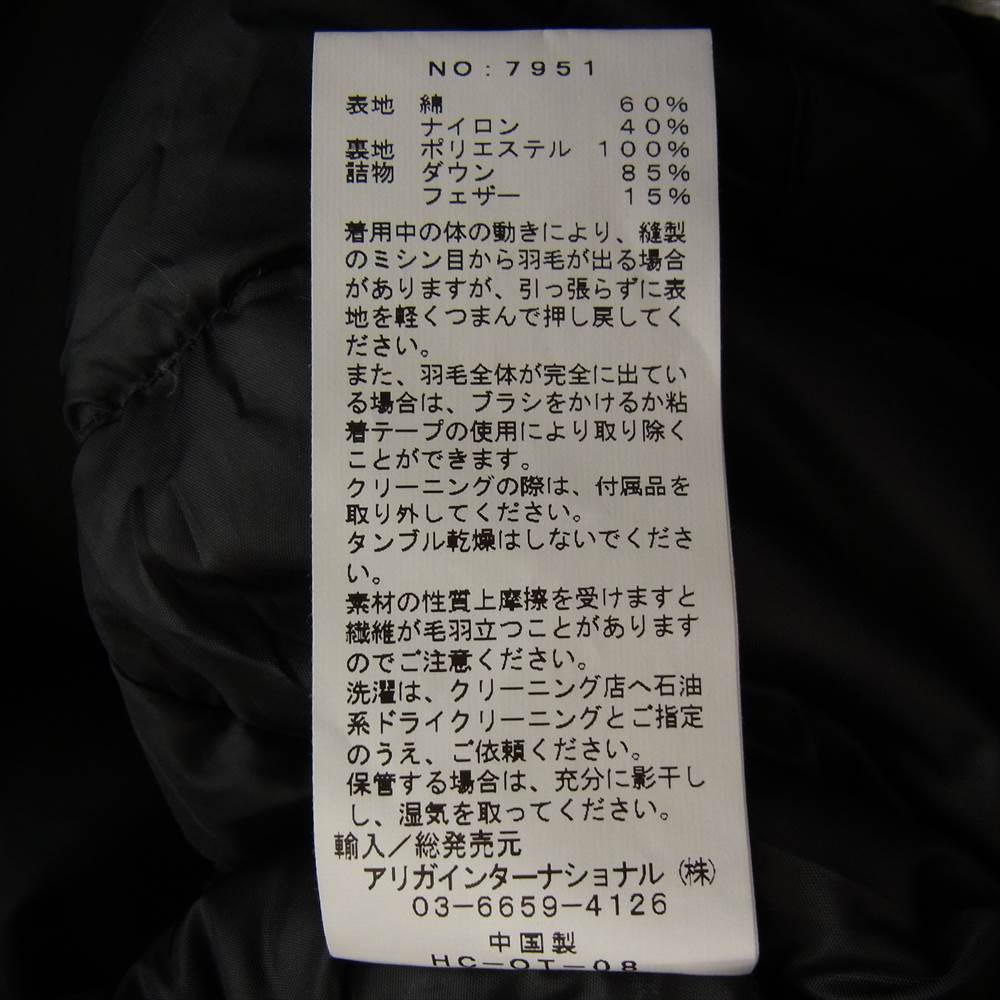 NO:7951
表地 綿 60%
ナイロン 40%
裏地 ポリエステル 100%
詰物 ダウン 85%
フェザー 15%
着用中の体の動きにより、縫製
のミシン目から羽毛が出る場合
がありますが、引っ張らずに表
地を軽くつまんで押し戻してく
ださい。
また、羽毛全体が完全に出てい
る場合は、ブラシをかけるか粘
着テープの使用により取り除く
ことができます。
クリーニングの際は、付属品を
取り外してください。
タンブル乾燥はしないでくださ
い。
素材の性質上摩擦を受けますと
繊維が毛羽立つことがあります
のでご注意ください。
洗濯は、クリーニング店へ石油
系ドライクリーニングとご指定
のうえ、ご依頼ください。
保管する場合は、充分に影干し
し、湿気を取ってください。
輸入/総発売元
アリガインターナショナル(株)
03-6659-4126
中国製
HC-OT-08